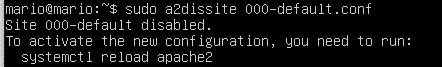 mario@mario:~$ sudo a2dissite 000-default.conf
Site 000-default disabled.
To activate the new configuration, you need to run:
  systemctl reload apache2